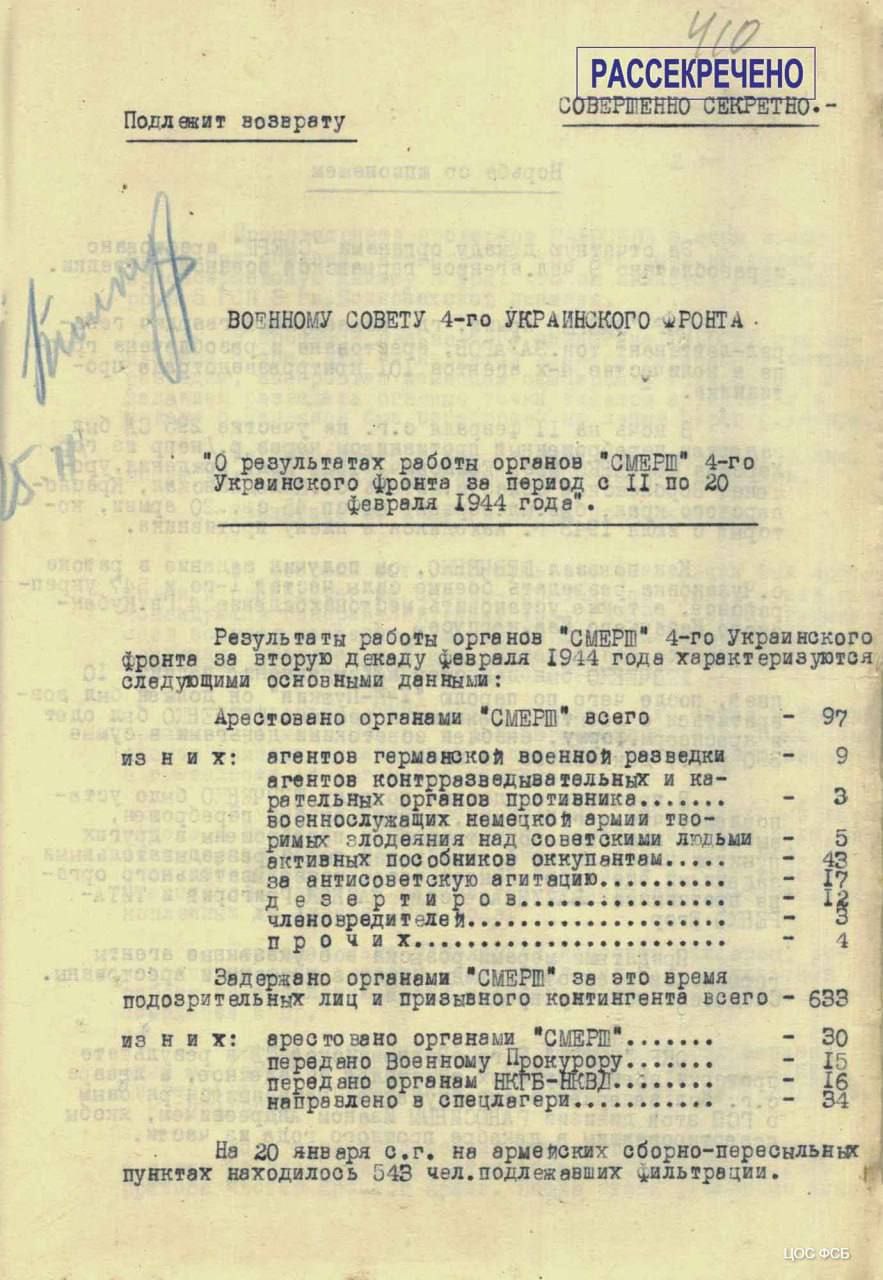 410
РАССЕКРЕЧЕНО
СОВЕРШЕННО СЕКРЕТНО.-
Подлежит возврату
ВОЕННОМУ СОВЕТУ 4-го УКРАИНСКОГО ФРОНТА.
"О результатах работы органов "СМЕРШ" 4-го
Украинского фронта за период с II по 20
февраля I944 года".
Результаты работы органов "СМЕРШ" 4-го Украинского
фронта за вторую декаду февраля I944 года характеризуются
следующими основными данными:
Арестовано органами "СМЕРШ" всего - 97
из н и х: агентов германской военной разведки - 9
агентов контрразведывательных и ка-
рательных органов противника....... - 3
военнослужащих немецкой армии тво-
римых злодеяния над советскими людьми - 5
активных пособников оккупантам..... - 43
за антисоветскую агитацию.......... - I7
д е з е р т и р о в................ - I2
членовредителей.................... - 3
п р о ч и х........................ - 4
Задержано органами "СМЕРШ" за это время
подозрительных лиц и призывного контингента всего - 633
из н и х: арестовано органами "СМЕРШ"....... - 30
передано Военному Прокурору....... - I5
передано органам НКГБ-НКВД........ - I6
направлено в спецлагери........... - 34
На 20 января с.г. на армейских сборно-пересыльных
пунктах находилось 543 чел.подлежавших фильтрации.
ЦОС ФСБ